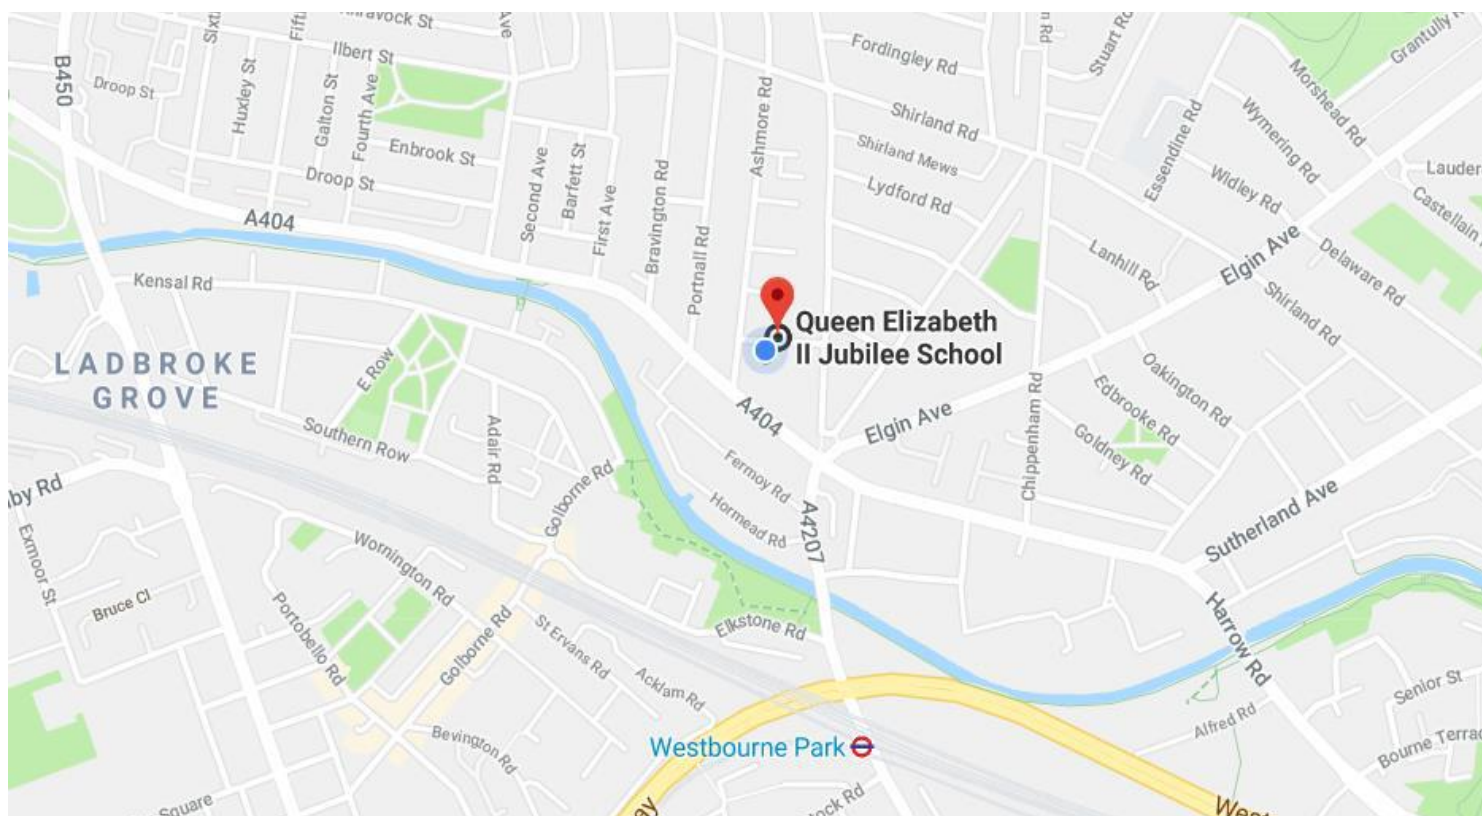 B450
Droop St
Huxley St
Galton St
Fourth Ave
Ilbert St
Enbrook St
Droop St
A404
Kensal Rd
Second Ave
Barfett St
First Ave
Bravington Rd
Portnall Rd
Ashmore Rd
Fordingley Rd
Shirland Rd
Shirland Mews
Lydford Rd
Stuart Rd
Essendine Rd
Morshead Rd
Grantully
Wymering Rd
Widley Rd
Lauder
Castellain
Elgin Ave
Delaware Rd
Lanhill Rd
Shirland Rd
Queen Elizabeth
II Jubilee School
LADBROKE
GROVE
E Row
Southern Row
Adair Rd
A404
Elgin Ave
Chippenham Rd
Oakington Rd
Edbrooke Rd
Goldney Rd
Fermoy Rd
Hormead Rd
A4207
Golborne Rd
by Rd
Exmoor St
Bruce Cl
Wornington Rd
Portobello Rd
Golborne Rd
St Ervans Rd
Elkstone Rd
Acklam Rd
Bevington Rd
Sutherland Ave
Harrow Rd
Alfred Rd
Senior St
Bourne Terrac
Westbourne Park
Square
ock Rd
ay
West